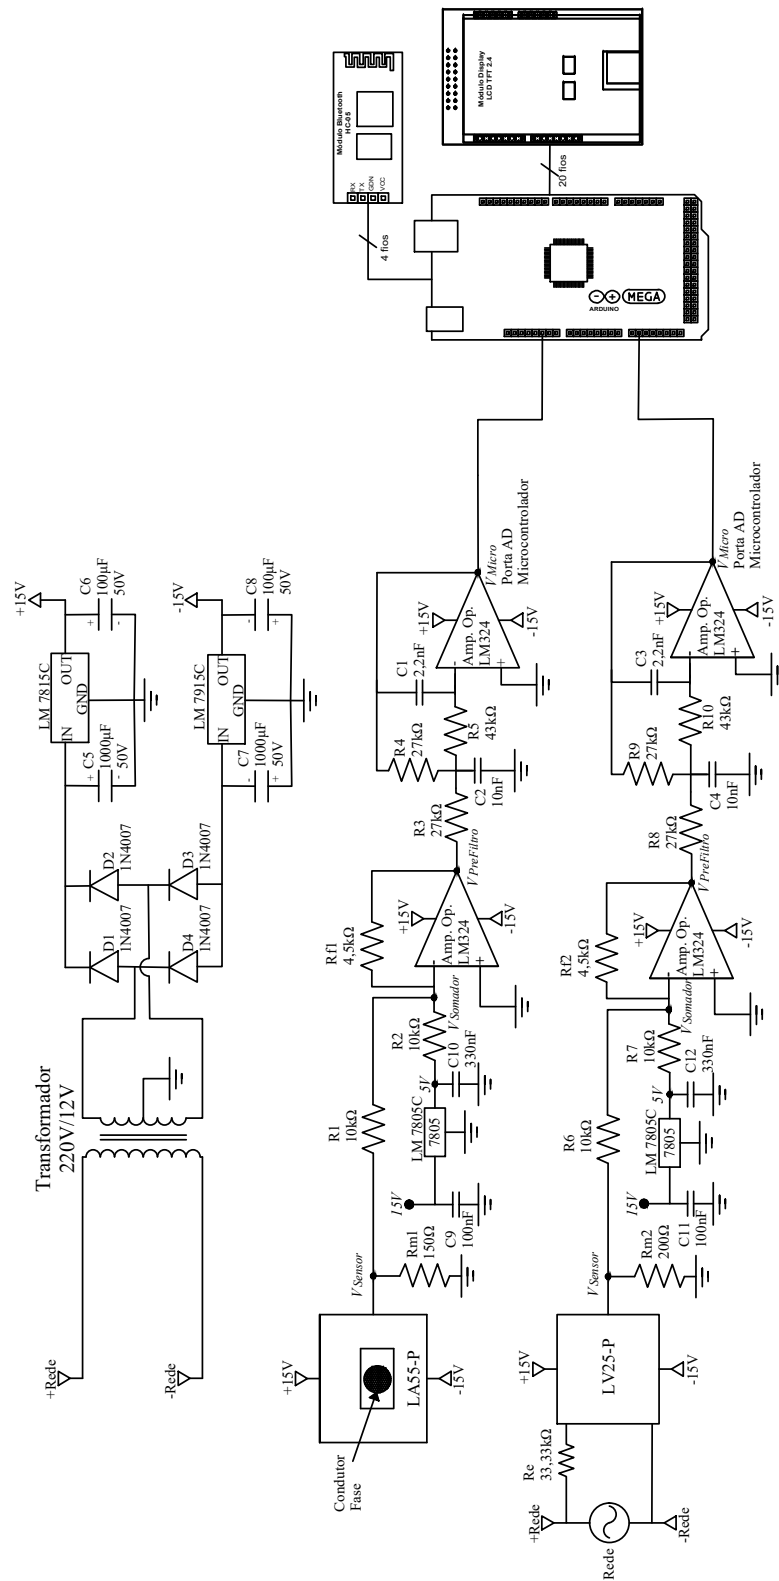 Transformador
220V/12V
+Rede
-Rede
D1
1N4007
D2
1N4007
D4
1N4007
D3
1N4007
C5
1000µF
50V
+
-
LM 7815C
IN
OUT
GND
+15V
C6
100µF
50V
+
-
C7
1000µF
50V
-
+
LM 7915C
IN
OUT
GND
-15V
C8
100µF
50V
-
+
Condutor
Fase
+15V
LA55-P
-15V
VSensor
Rm1
150Ω
R1
10kΩ
15V
C9
100nF
LM 7805C
7805
5V
C10
330nF
R2
10kΩ
VSomador
Rf1
4,5kΩ
+15V
-
Amp. Op.
LM324
+
-15V
VPreFiltro
R3
27kΩ
R4
27kΩ
C2
10nF
R5
43kΩ
C1
2,2nF
+15V
-
Amp. Op.
LM324
+
-15V
VMicro
Porta AD
Microcontrolador
+Rede
Rede
-Rede
Re
33,33kΩ
+15V
LV25-P
-15V
VSensor
Rm2
200Ω
R6
10kΩ
15V
C11
100nF
LM 7805C
7805
5V
C12
330nF
R7
10kΩ
VSomador
Rf2
4,5kΩ
+15V
-
Amp. Op.
LM324
+
-15V
VPreFiltro
R8
27kΩ
R9
27kΩ
C4
10nF
R10
43kΩ
C3
2,2nF
+15V
-
Amp. Op.
LM324
+
-15V
VMicro
Porta AD
Microcontrolador
4 fios
RX
TX
GDN
VCC
Módulo Bluetooth
HC-05
MEGA
ARDUINO
20 fios
Módulo Display
LCD TFT 2.4